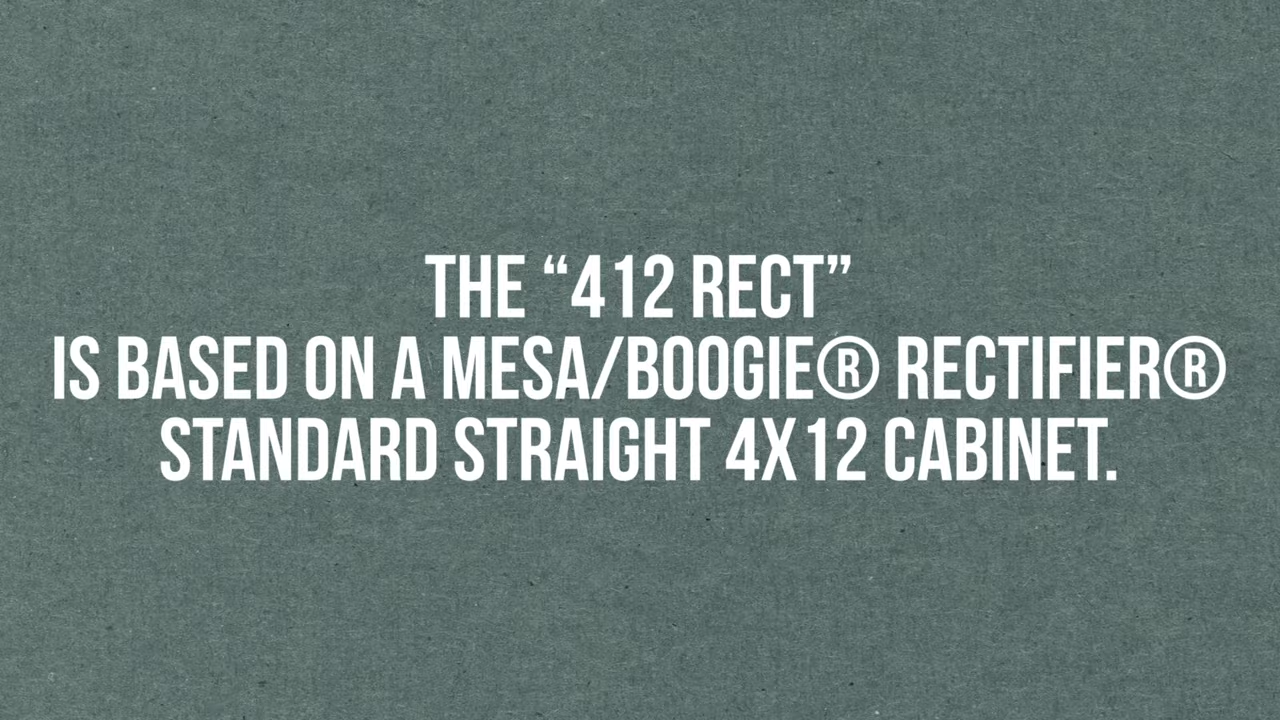 THE “412 RECT”
IS BASED ON A MESA/BOOGIE® RECTIFIER®
STANDARD STRAIGHT 4X12 CABINET.